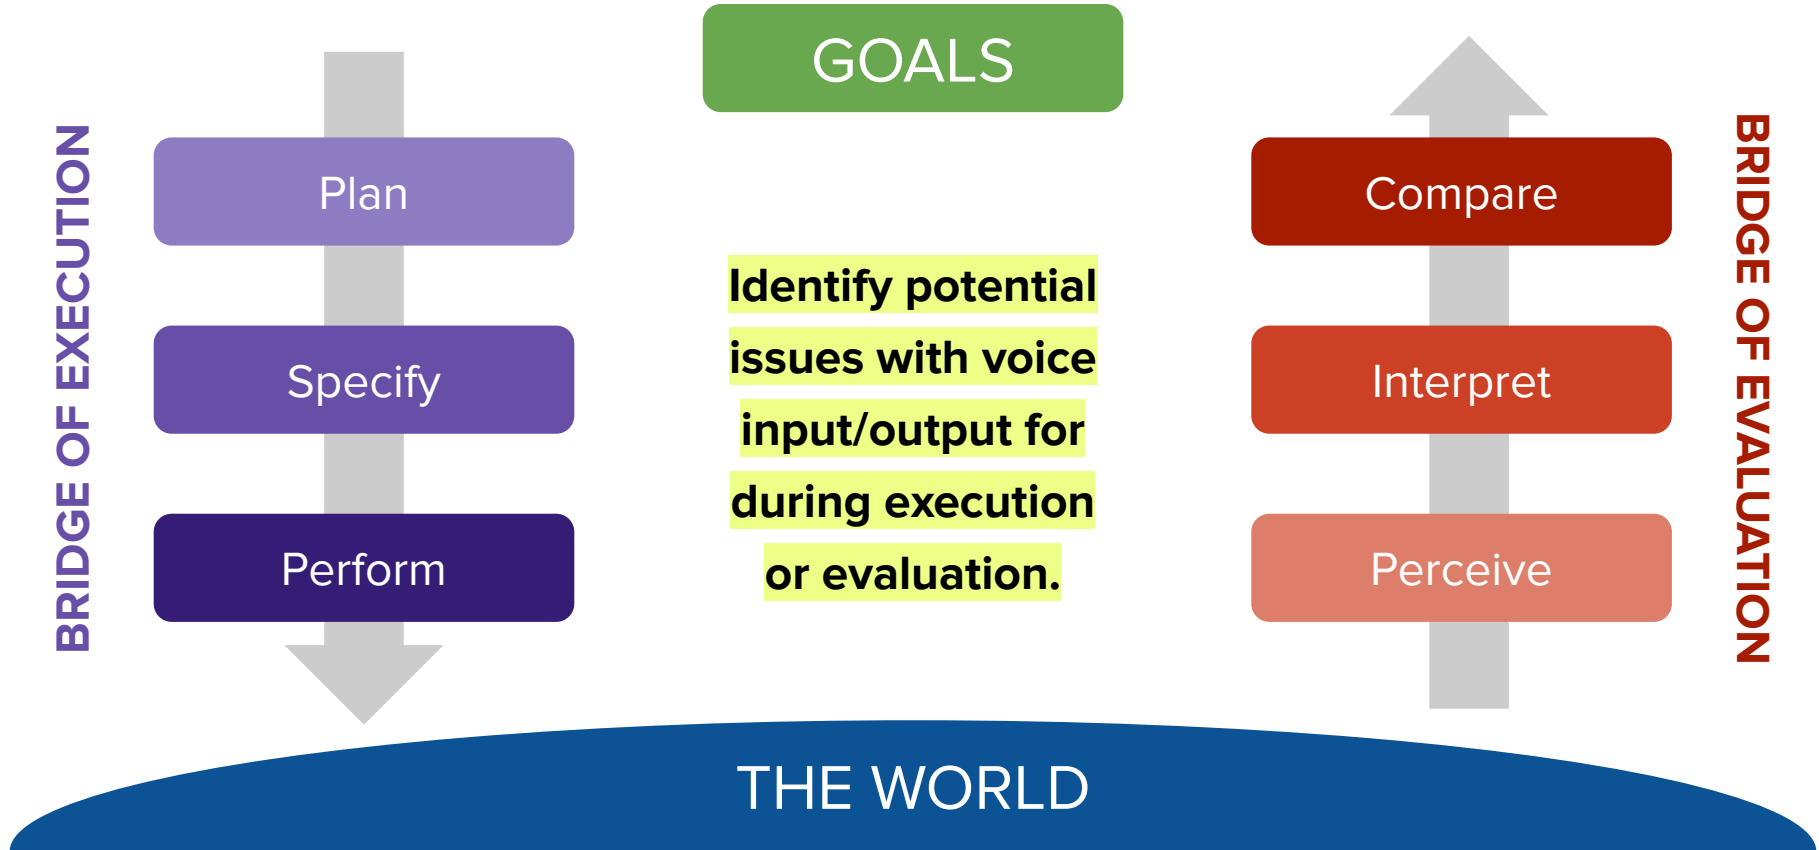 GOALS
BRIDGE OF EXECUTION
Plan
Specify
Perform
Identify potential
issues with voice
input/output for
during execution
or evaluation.
Compare
Interpret
Perceive
BRIDGE OF EVALUATION
THE WORLD